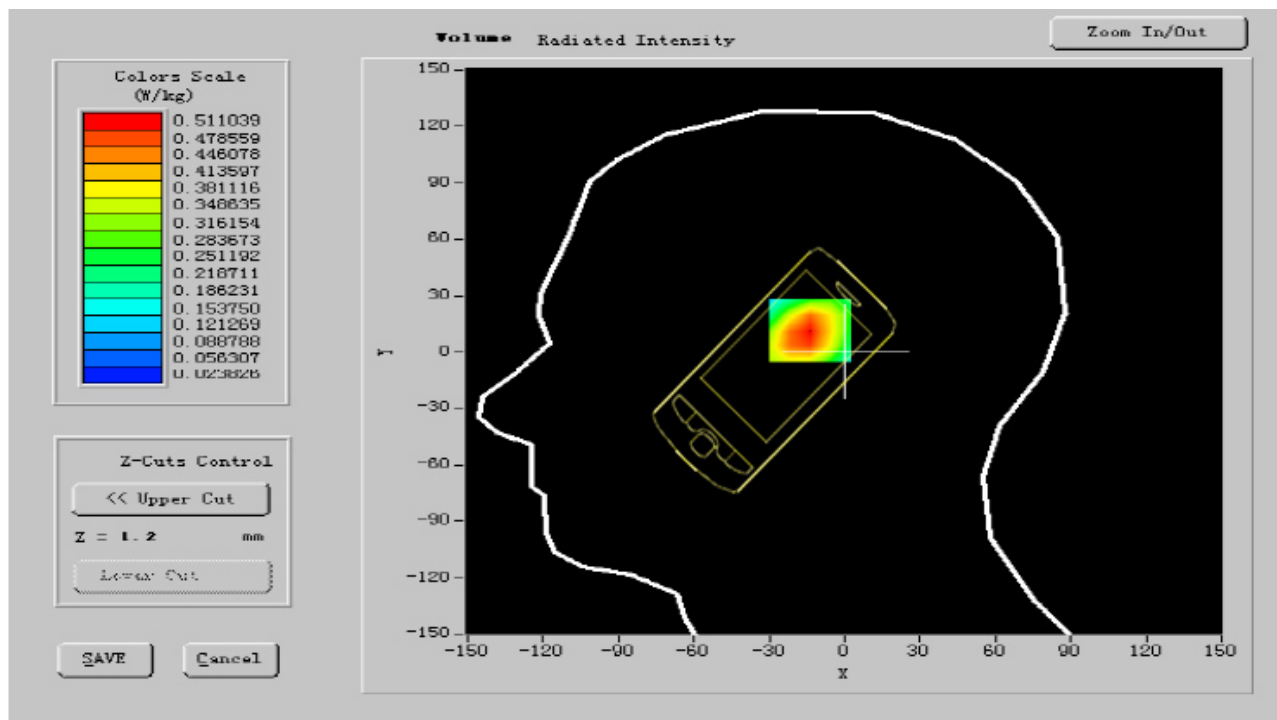 Volume Radiated Intensity
Zoom In/Out
Colors Scale
(W/kg)
0.511039
0.478559
0.446078
0.413597
0.381116
0.348635
0.316154
0.283673
0.251192
0.218711
0.186231
0.153750
0.121269
0.088788
0.056307
0.023826
Z-Cuts Control
<< Upper Cut
Z = 1.2 mm
Lower Cut
SAVE
Cancel
150
120
90
60
30
0
-30
-60
-90
-120
-150
Y
-150 -120 -90 -60 -30 0 30 60 90 120 150
X